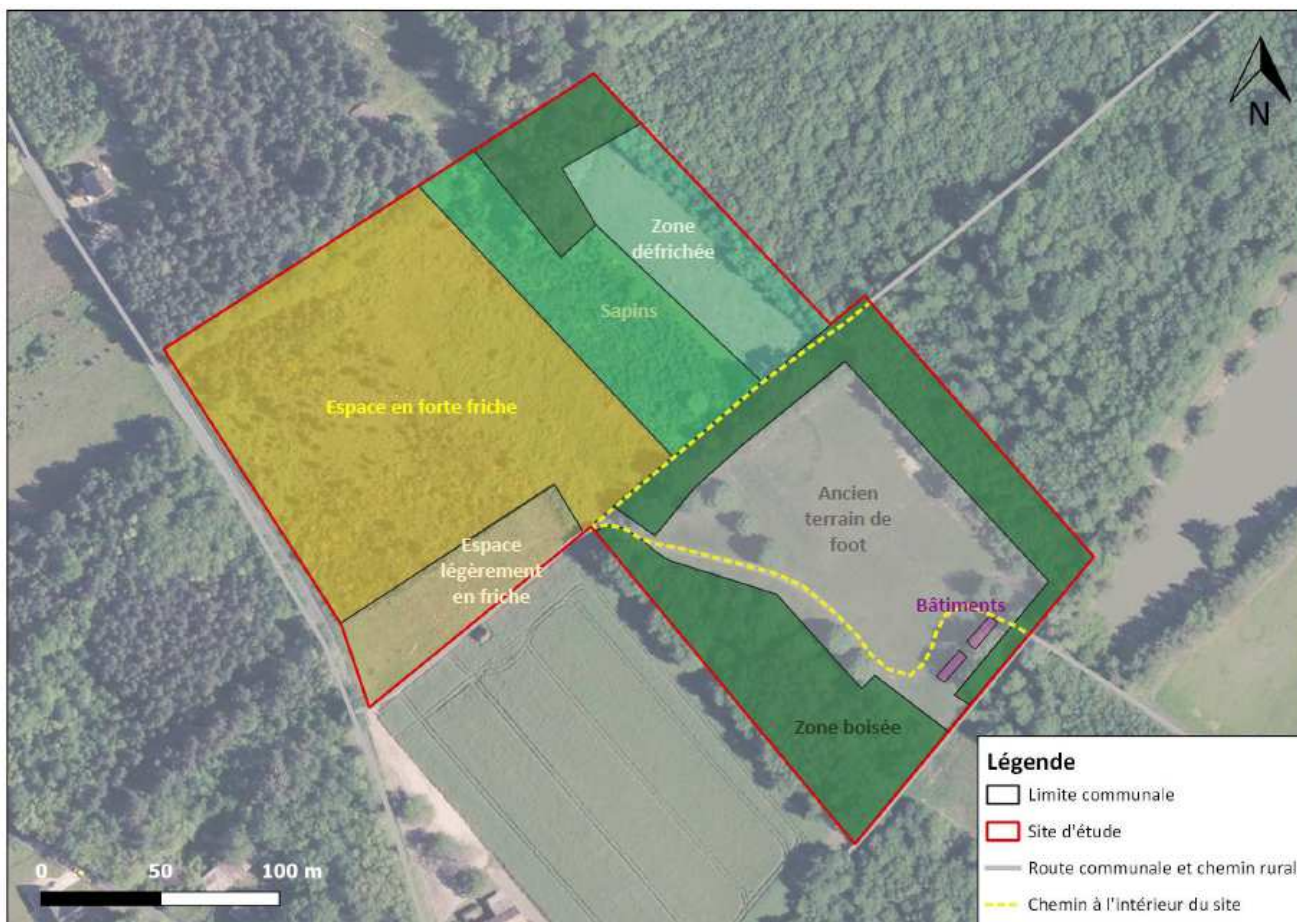 N
Zone
défrichée
Sapins
Espace en forte friche
Ancien
terrain de
foot
Espace
légèrement
en friche
Bâtiments
Zone boisée
Légende
Limite communale
Site d'étude
Route communale et chemin rural
Chemin à l'intérieur du site
0 50 100 m